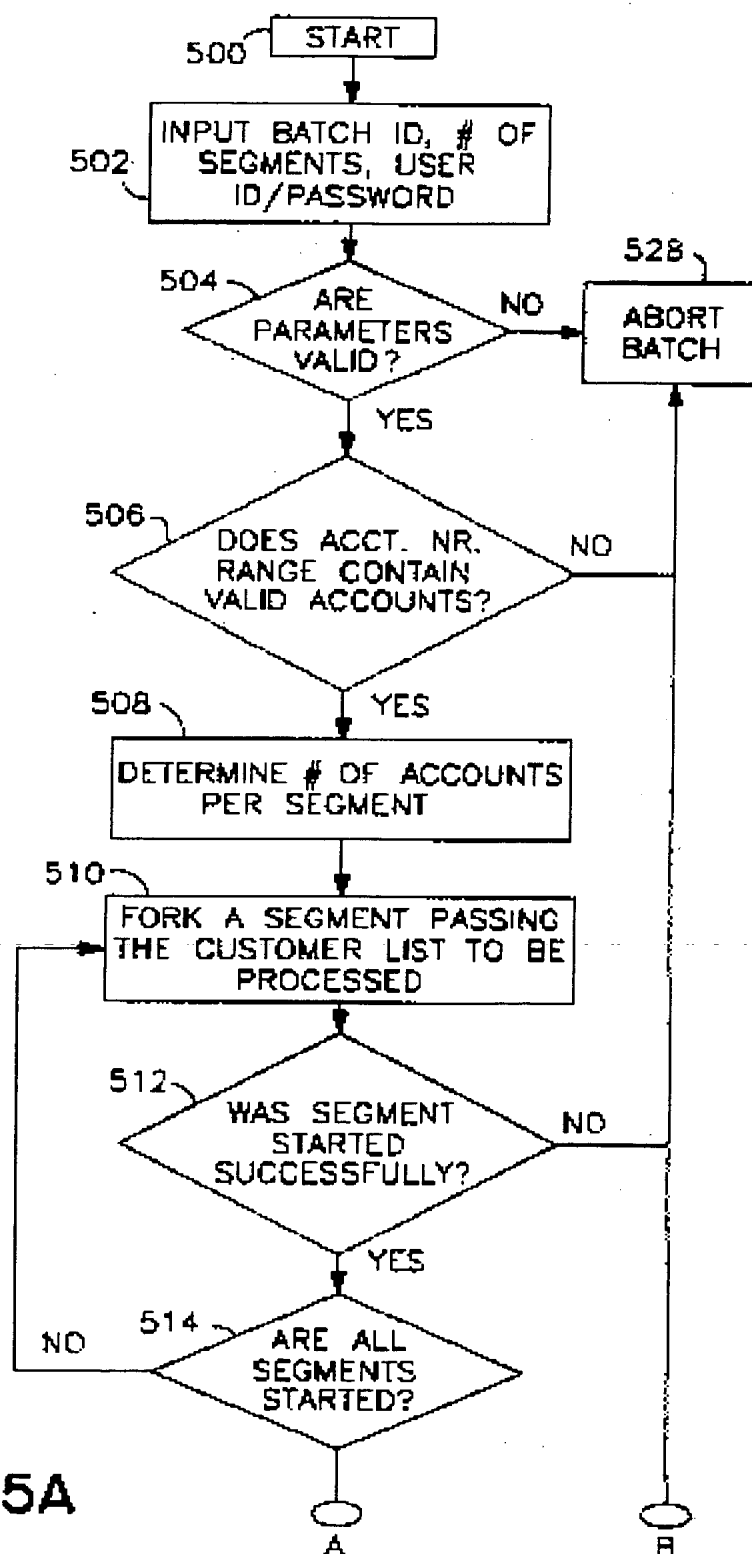 500
START
502
INPUT BATCH ID, # OF
SEGMENTS, USER
ID/PASSWORD
504
ARE
PARAMETERS
VALID?
NO
528
ABORT
BATCH
YES
506
DOES ACCT. NR.
RANGE CONTAIN
VALID ACCOUNTS?
NO
YES
508
DETERMINE # OF ACCOUNTS
PER SEGMENT
510
FORK A SEGMENT PASSING
THE CUSTOMER LIST TO BE
PROCESSED
512
WAS SEGMENT
STARTED
SUCCESSFULLY?
NO
YES
514
ARE ALL
SEGMENTS
STARTED?
NO
5A
A
B